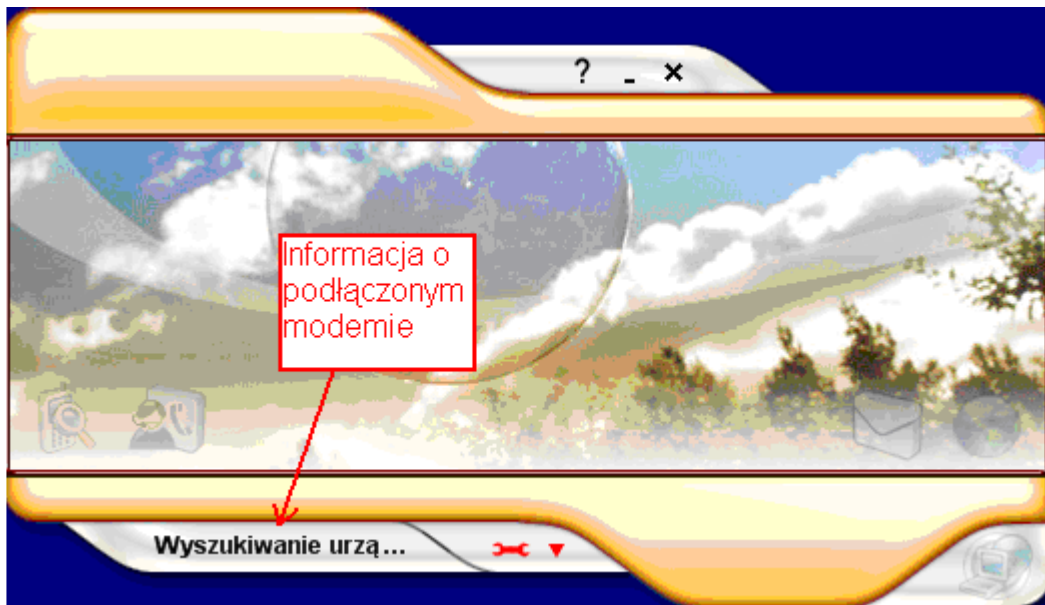 ? - ×
Informacja o
podłączonym
modemie
Wyszukiwanie urzą...